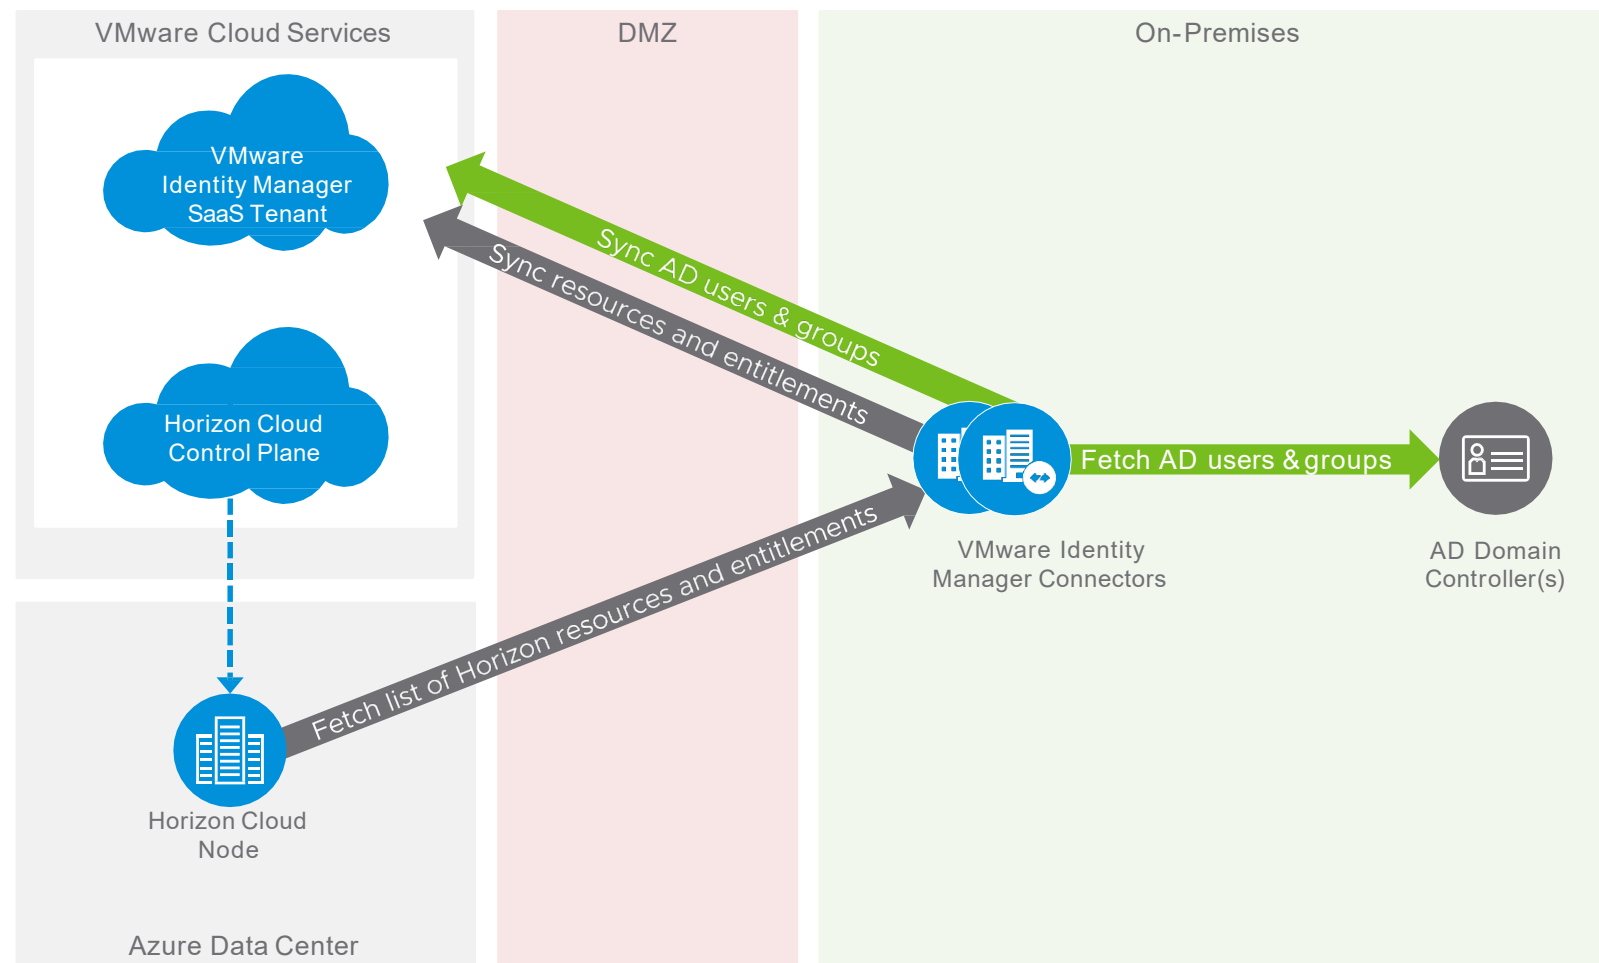 VMware Cloud Services
DMZ
On-Premises
VMware
Identity Manager
SaaS Tenant
Sync AD users & groups
Sync resources and entitlements
Horizon Cloud
Control Plane
Fetch AD users & groups
VMware Identity
Manager Connectors
AD Domain
Controller(s)
Fetch list of Horizon resources and entitlements
Horizon Cloud
Node
Azure Data Center